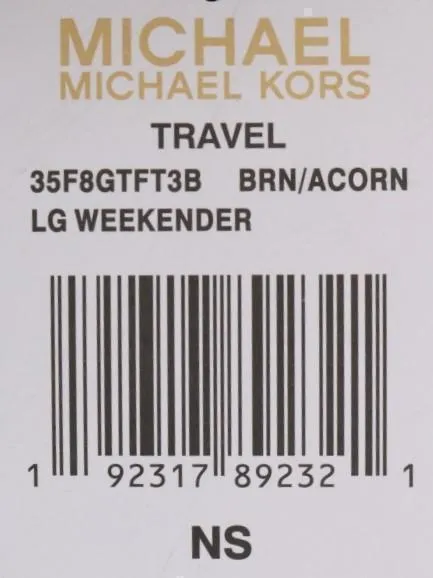 MICHAEL
MICHAEL KORS
TRAVEL
35F8GTFT3B BRN/ACORN
LG WEEKENDER
1 92317 89232 1
NS